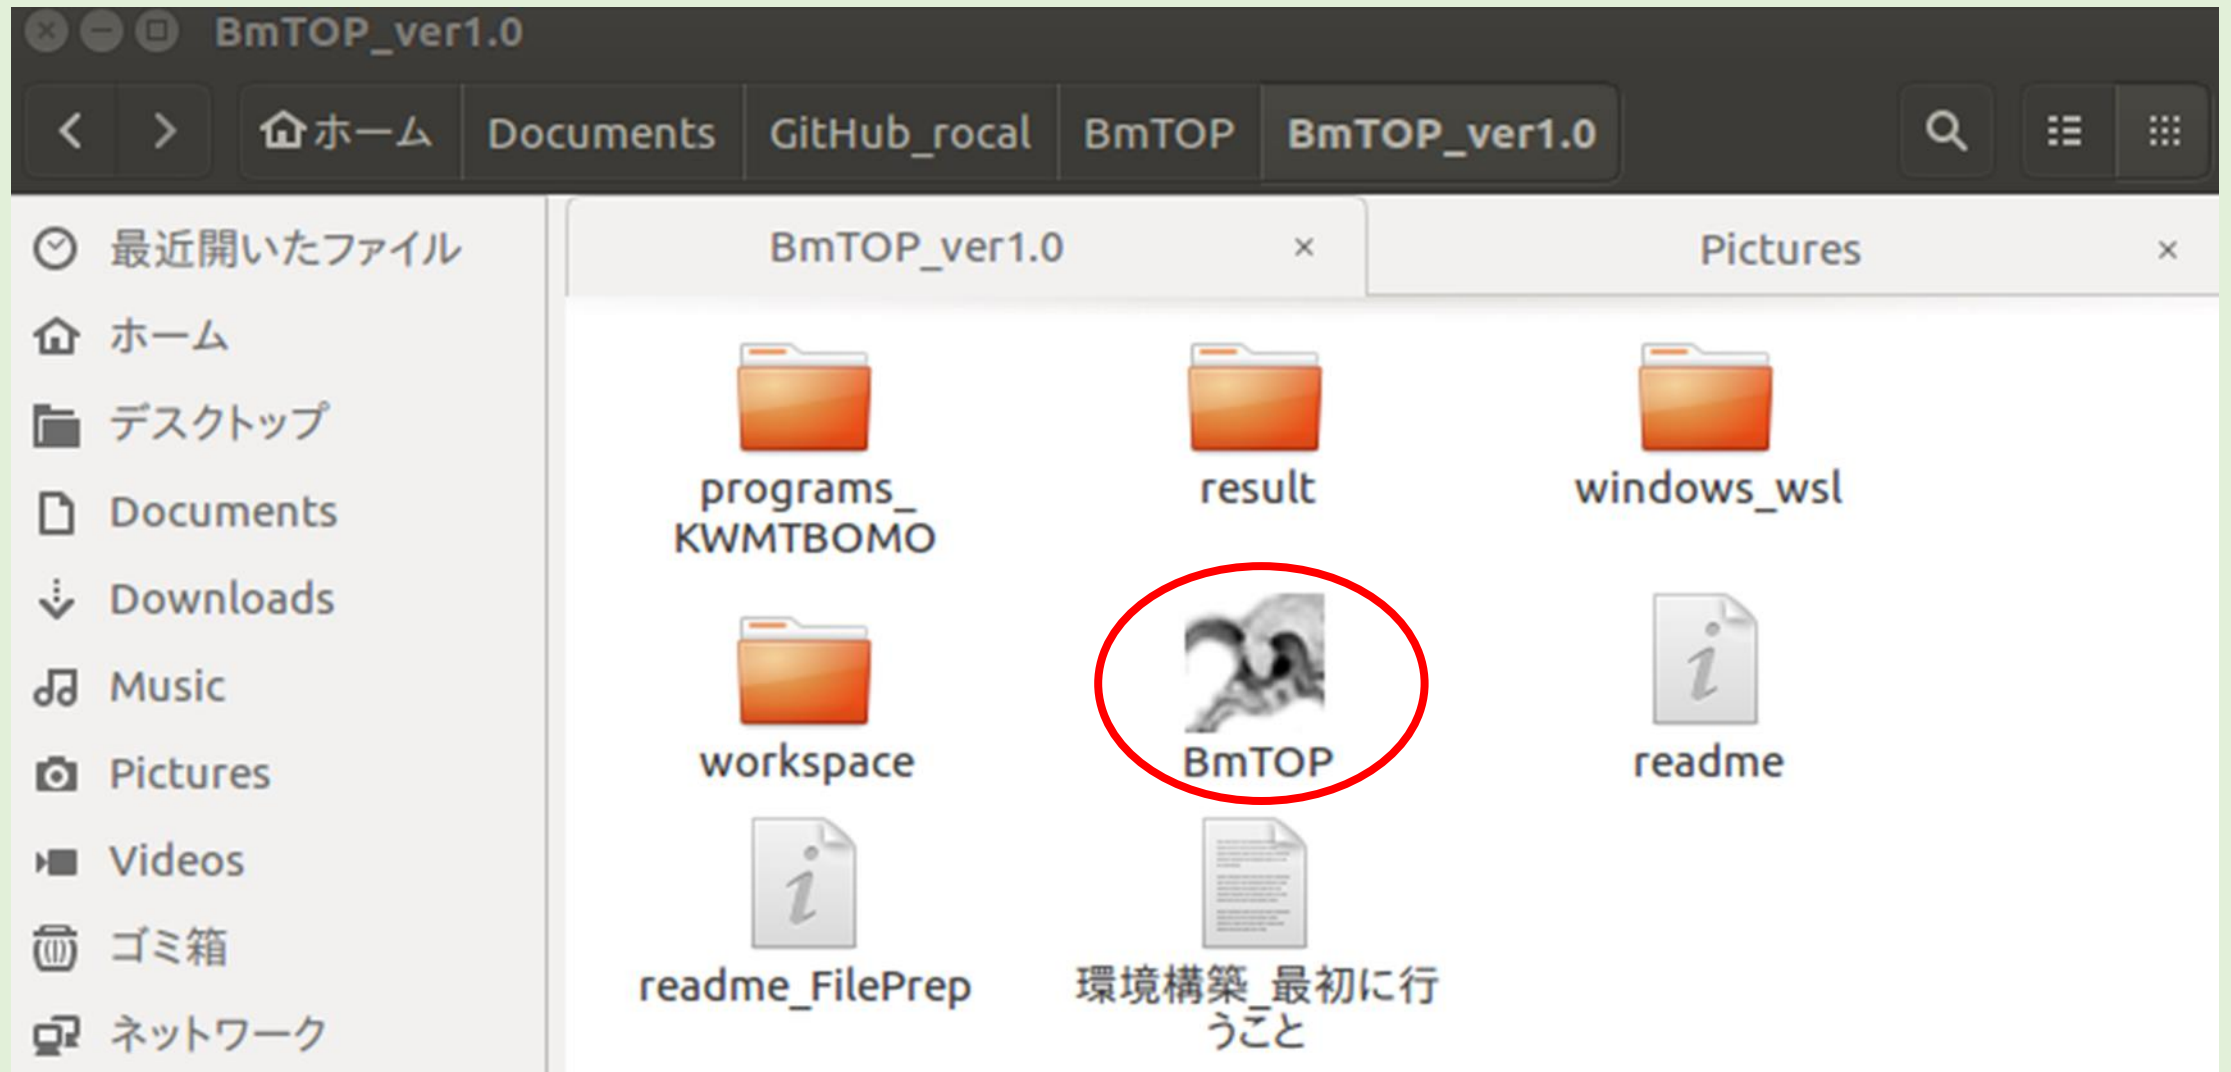 BmTOP_ver1.0
ホーム
Documents
GitHub_rocal
BmTOP
BmTOP_ver1.0
最近開いたファイル
ホーム
デスクトップ
Documents
Downloads
Music
Pictures
Videos
ゴミ箱
ネットワーク
BmTOP_ver1.0
Pictures
programs_
KWMTBOMO
result
windows_wsl
workspace
BmTOP
readme
readme_FilePrep
環境構築_最初に行
うこと